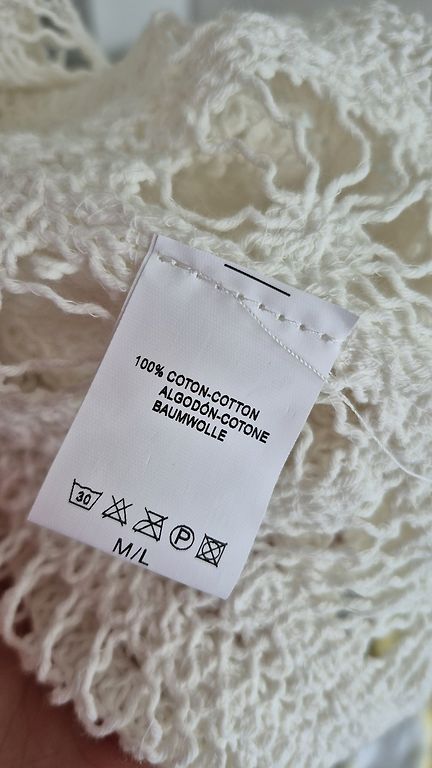 100% COTON-COTTON
ALGODÓN-COTONE
BAUMWOLLE
30 P
M/L